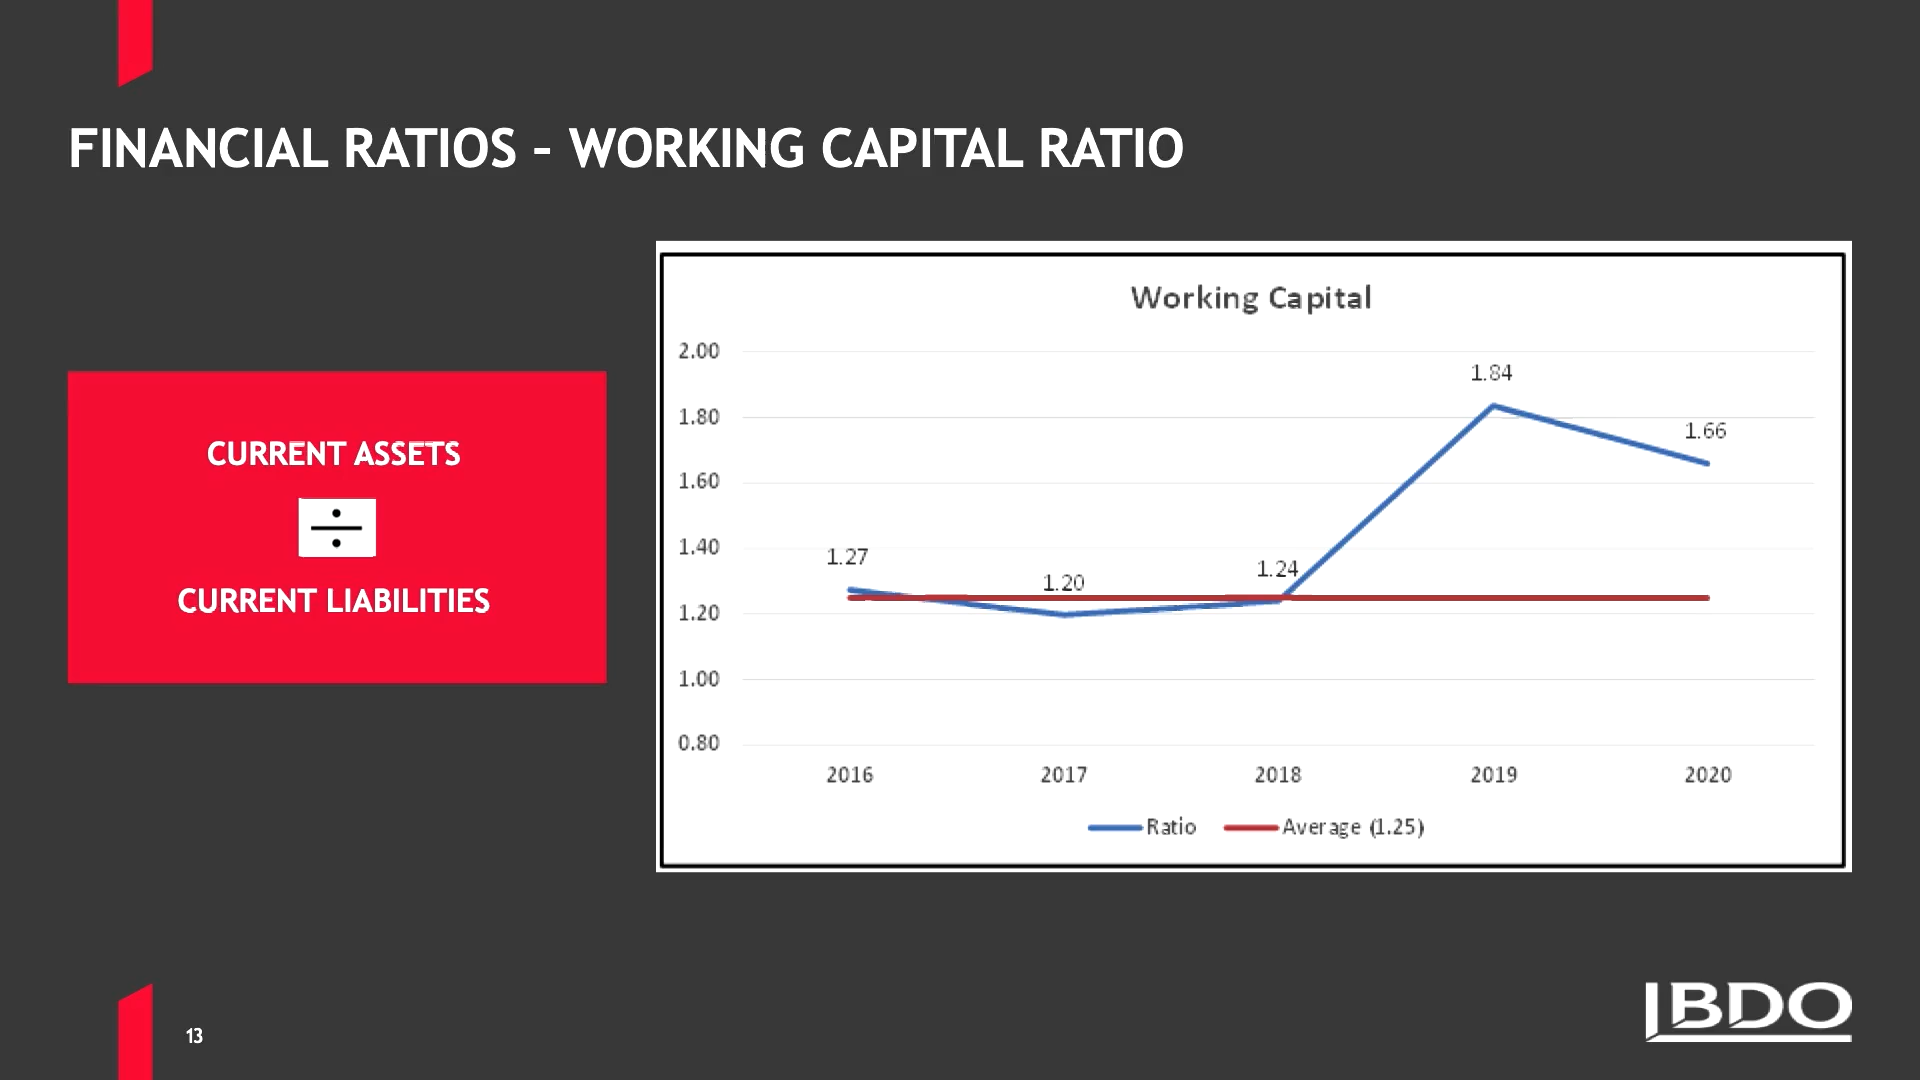 FINANCIAL RATIOS – WORKING CAPITAL RATIO
CURRENT ASSETS
÷
CURRENT LIABILITIES
Working Capital
2.00
1.80
1.60
1.40
1.20
1.00
0.80
1.27
1.20
1.24
1.84
1.66
2016 2017 2018 2019 2020
Ratio Average (1.25)
13
BDO